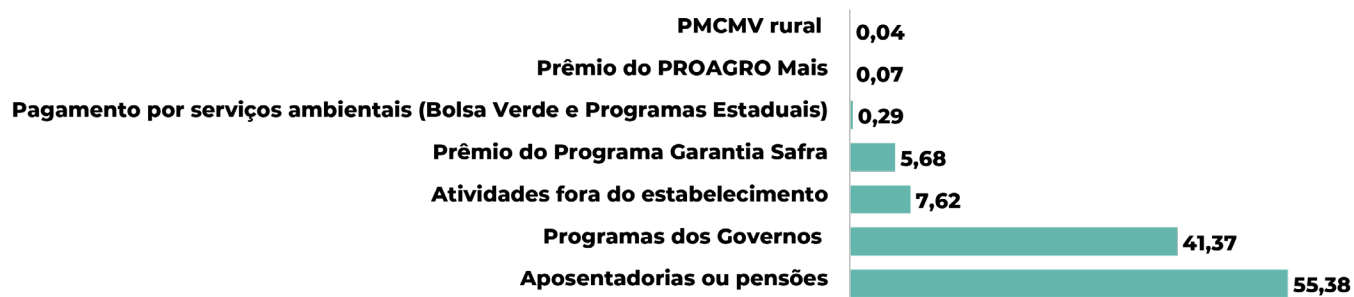 PMCMV rural 0,04
Prêmio do PROAGRO Mais 0,07
Pagamento por serviços ambientais (Bolsa Verde e Programas Estaduais) 0,29
Prêmio do Programa Garantia Safra 5,68
Atividades fora do estabelecimento 7,62
Programas dos Governos 41,37
Aposentadorias ou pensões 55,38